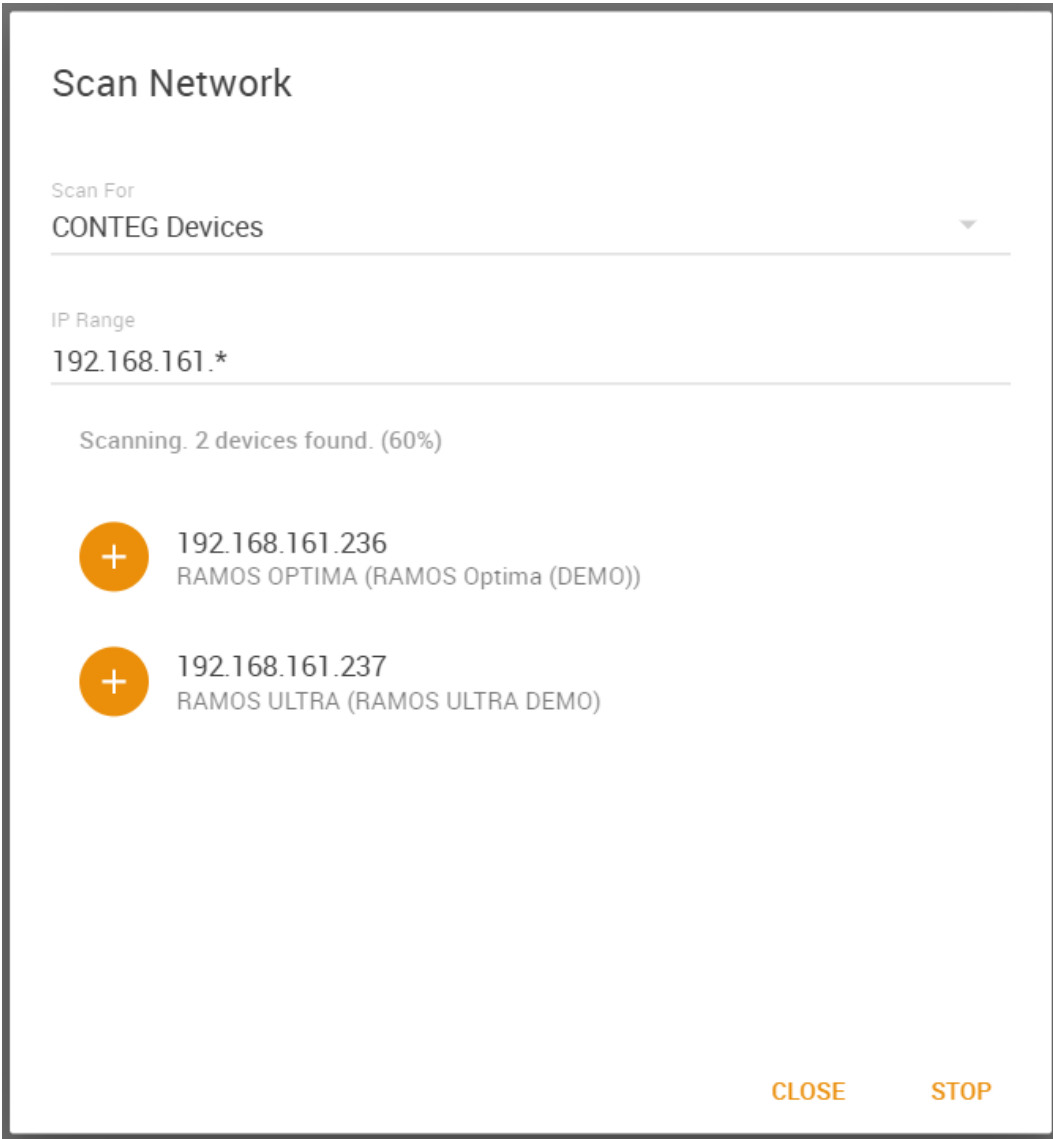 Scan Network
Scan For
CONTEG Devices
IP Range
192.168.161.*
Scanning. 2 devices found. (60%)
192.168.161.236
RAMOS OPTIMA (RAMOS Optima (DEMO))
192.168.161.237
RAMOS ULTRA (RAMOS ULTRA DEMO)
CLOSE STOP